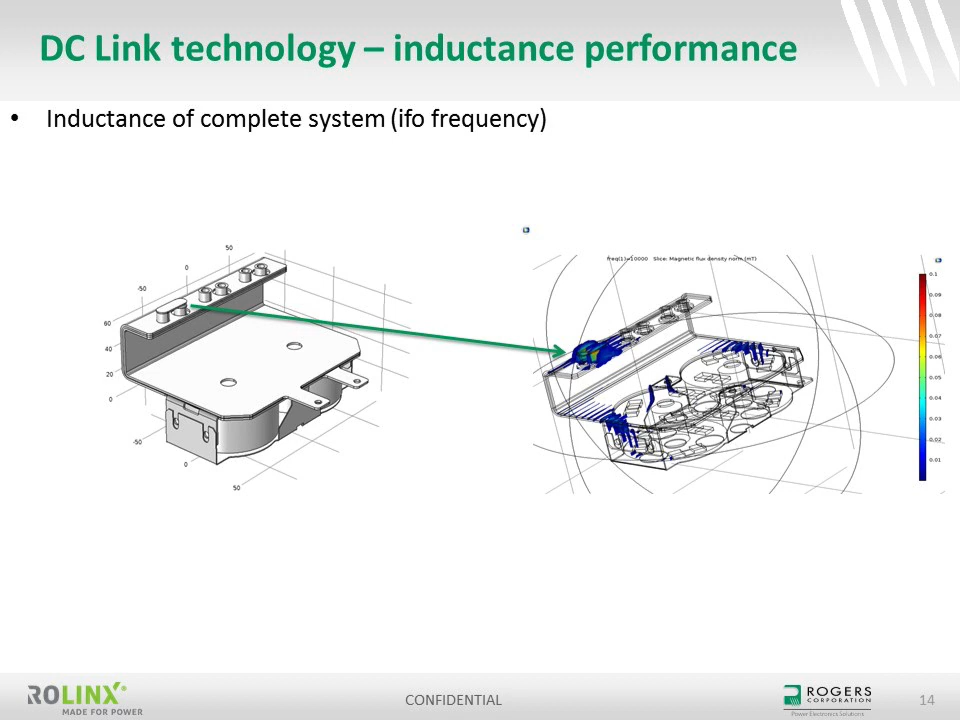 DC Link technology – inductance performance
• Inductance of complete system (ifo frequency)
50
0
-50
60
40
20
0
-50
0
50
freq(1)=10000 Slice: Magnetic flux density norm (mT)
0.1
0.09
0.08
0.07
0.06
0.05
0.04
0.03
0.02
0.01
ROLINX®
MADE FOR POWER
CONFIDENTIAL
ROGERS
CORPORATION
Power Electronics Solutions
14